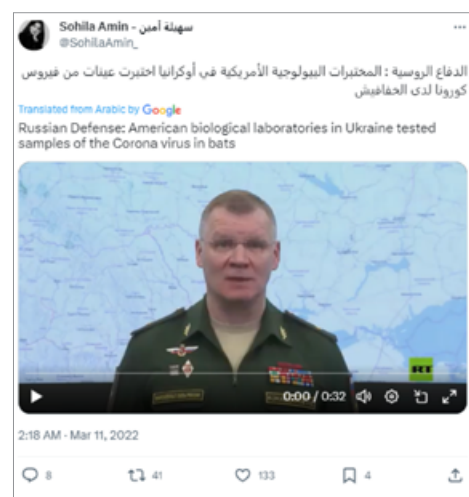 Sohila Amin - سهيلة أمين
@SohilaAmin_
الدفاع الروسية : المختبرات البيولوجية الأمريكية في أوكرانيا اختبرت عينات من فيروس
كورونا لدى الخفافيش
Translated from Arabic by Google
Russian Defense: American biological laboratories in Ukraine tested
samples of the Corona virus in bats
RT
0:00 / 0:32
2:18 AM · Mar 11, 2022
8 41 133 4